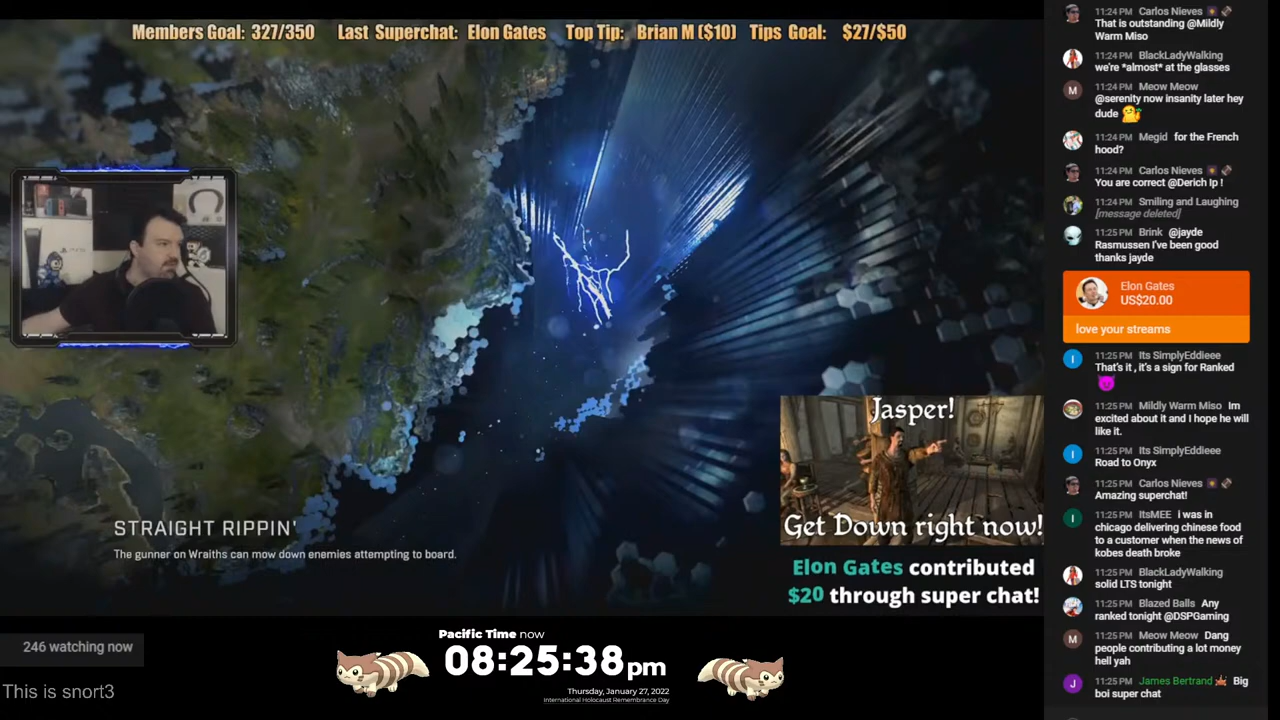 Members Goal: 327/350 Last Superchat: Elon Gates Top Tip: Brian M ($10) Tips Goal: $27/$50
STRAIGHT RIPPIN'
The gunner on Wraiths can mow down enemies attempting to board.
Jasper!
Get Down right now!
Elon Gates contributed
$20 through super chat!
246 watching now
This is snort3
Pacific Time now
08:25:38pm
Thursday, January 27, 2022
International Holocaust Remembrance Day
11:24 PM Carlos Nieves
That is outstanding @Mildly
Warm Miso
11:24 PM BlackLadyWalking
we're *almost* at the glasses
11:24 PM Meow Meow
@serenity now insanity later hey
dude
11:24 PM Megid for the French
hood?
11:24 PM Carlos Nieves
You are correct @Derich Ip !
11:24 PM Smiling and Laughing
[message deleted]
11:25 PM Brink @jayde
Rasmussen I've been good
thanks jayde
Elon Gates
US$20.00
love your streams
11:25 PM Its SimplyEddieee
That's it , it's a sign for Ranked
11:25 PM Mildly Warm Miso Im
excited about it and I hope he will
like it.
11:25 PM Its SimplyEddieee
Road to Onyx
11:25 PM Carlos Nieves
Amazing superchat!
11:25 PM ItsMEE i was in
chicago delivering chinese food
to a customer when the news of
kobes death broke
11:25 PM BlackLadyWalking
solid LTS tonight
11:25 PM Blazed Balls Any
ranked tonight @DSPGaming
11:25 PM Meow Meow Dang
people contributing a lot money
hell yah
11:25 PM James Bertrand Big
boi super chat